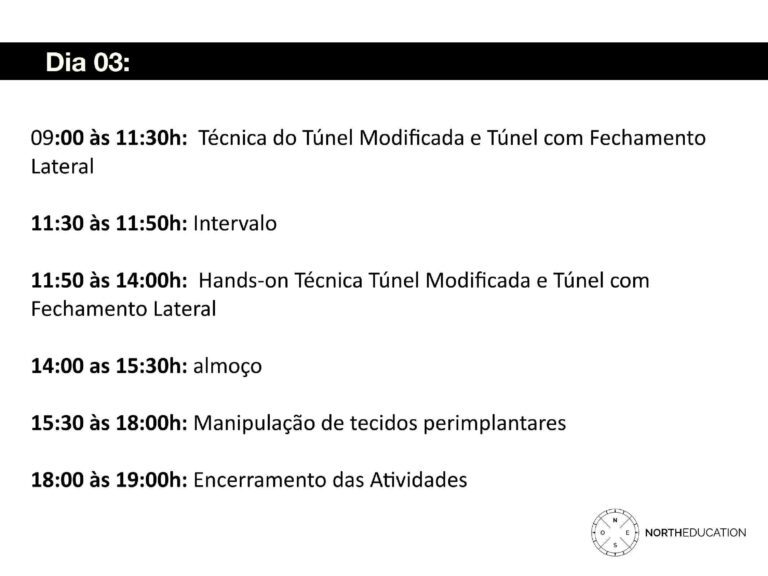 Dia 03:
09:00 às 11:30h: Técnica do Túnel Modificada e Túnel com Fechamento
Lateral
11:30 às 11:50h: Intervalo
11:50 às 14:00h: Hands-on Técnica Túnel Modificada e Túnel com
Fechamento Lateral
14:00 as 15:30h: almoço
15:30 às 18:00h: Manipulação de tecidos perimplantares
18:00 às 19:00h: Encerramento das Atividades
N
O E
S
NORTHEDUCATION